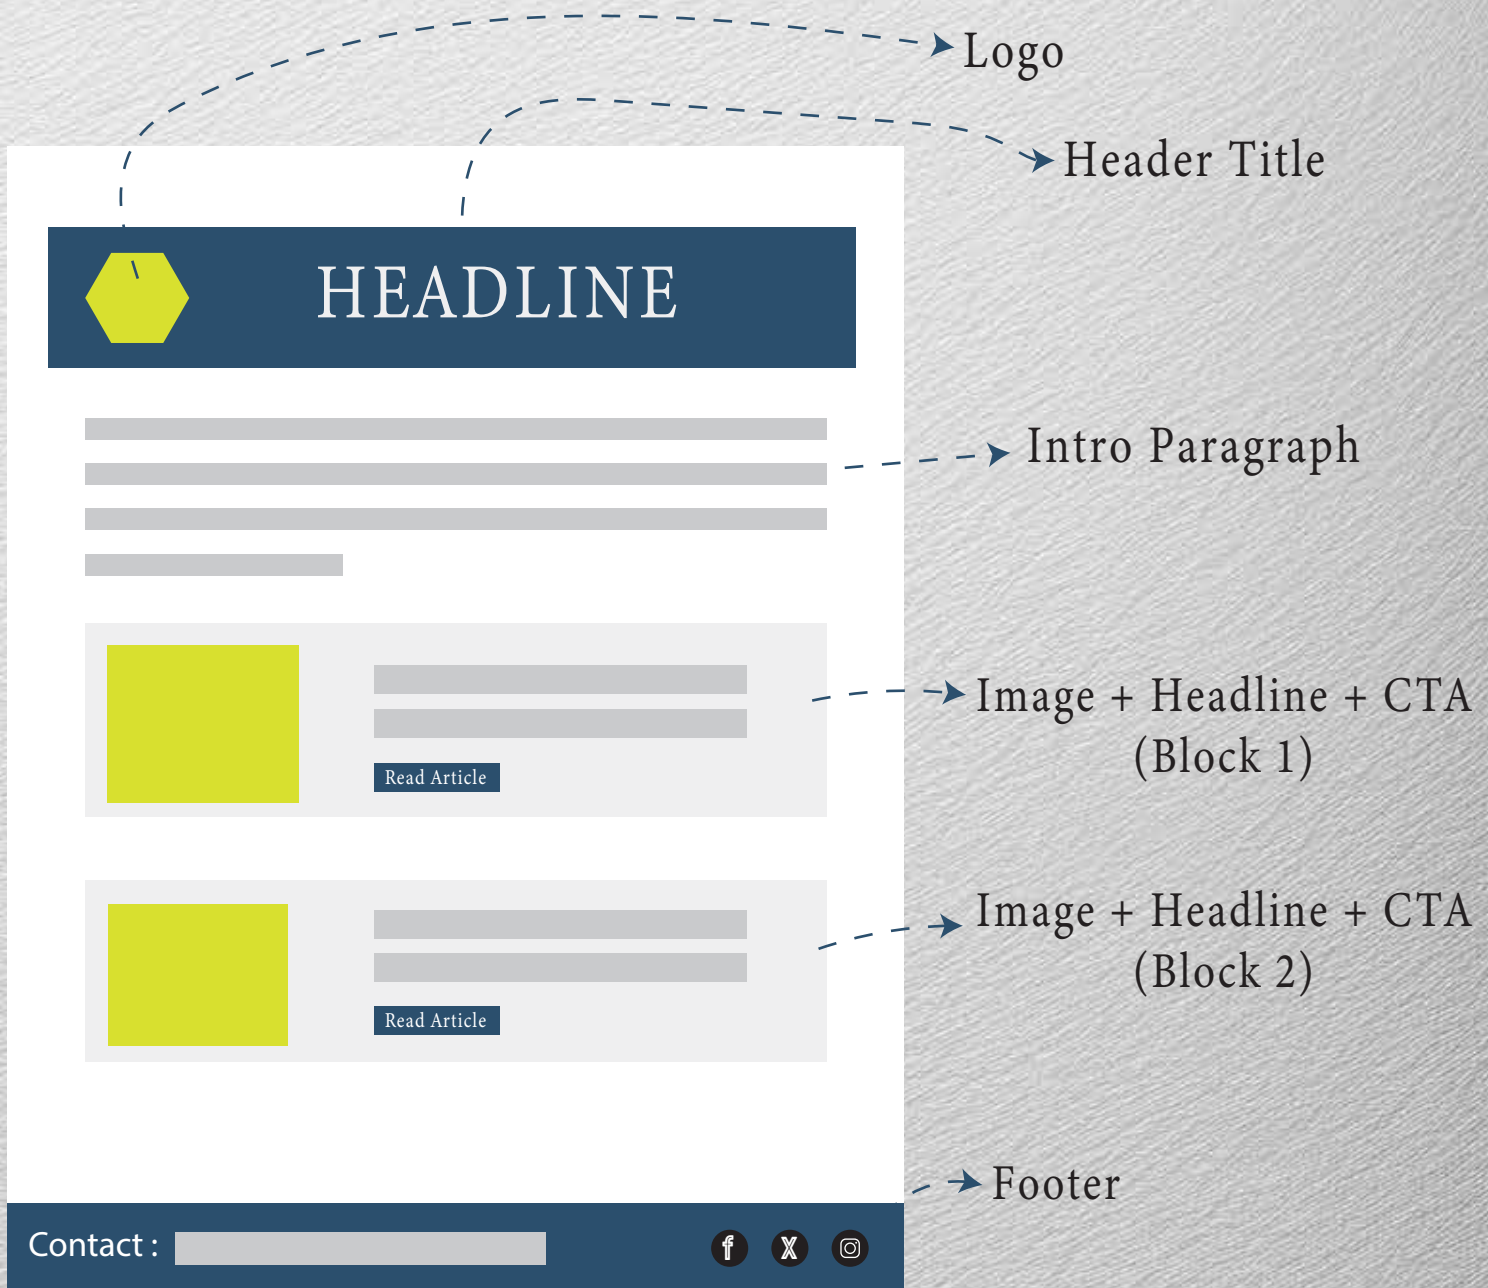 Logo
Header Title
HEADLINE
Intro Paragraph
Image + Headline + CTA
(Block 1)
Read Article
Image + Headline + CTA
(Block 2)
Read Article
Footer
Contact :
f X